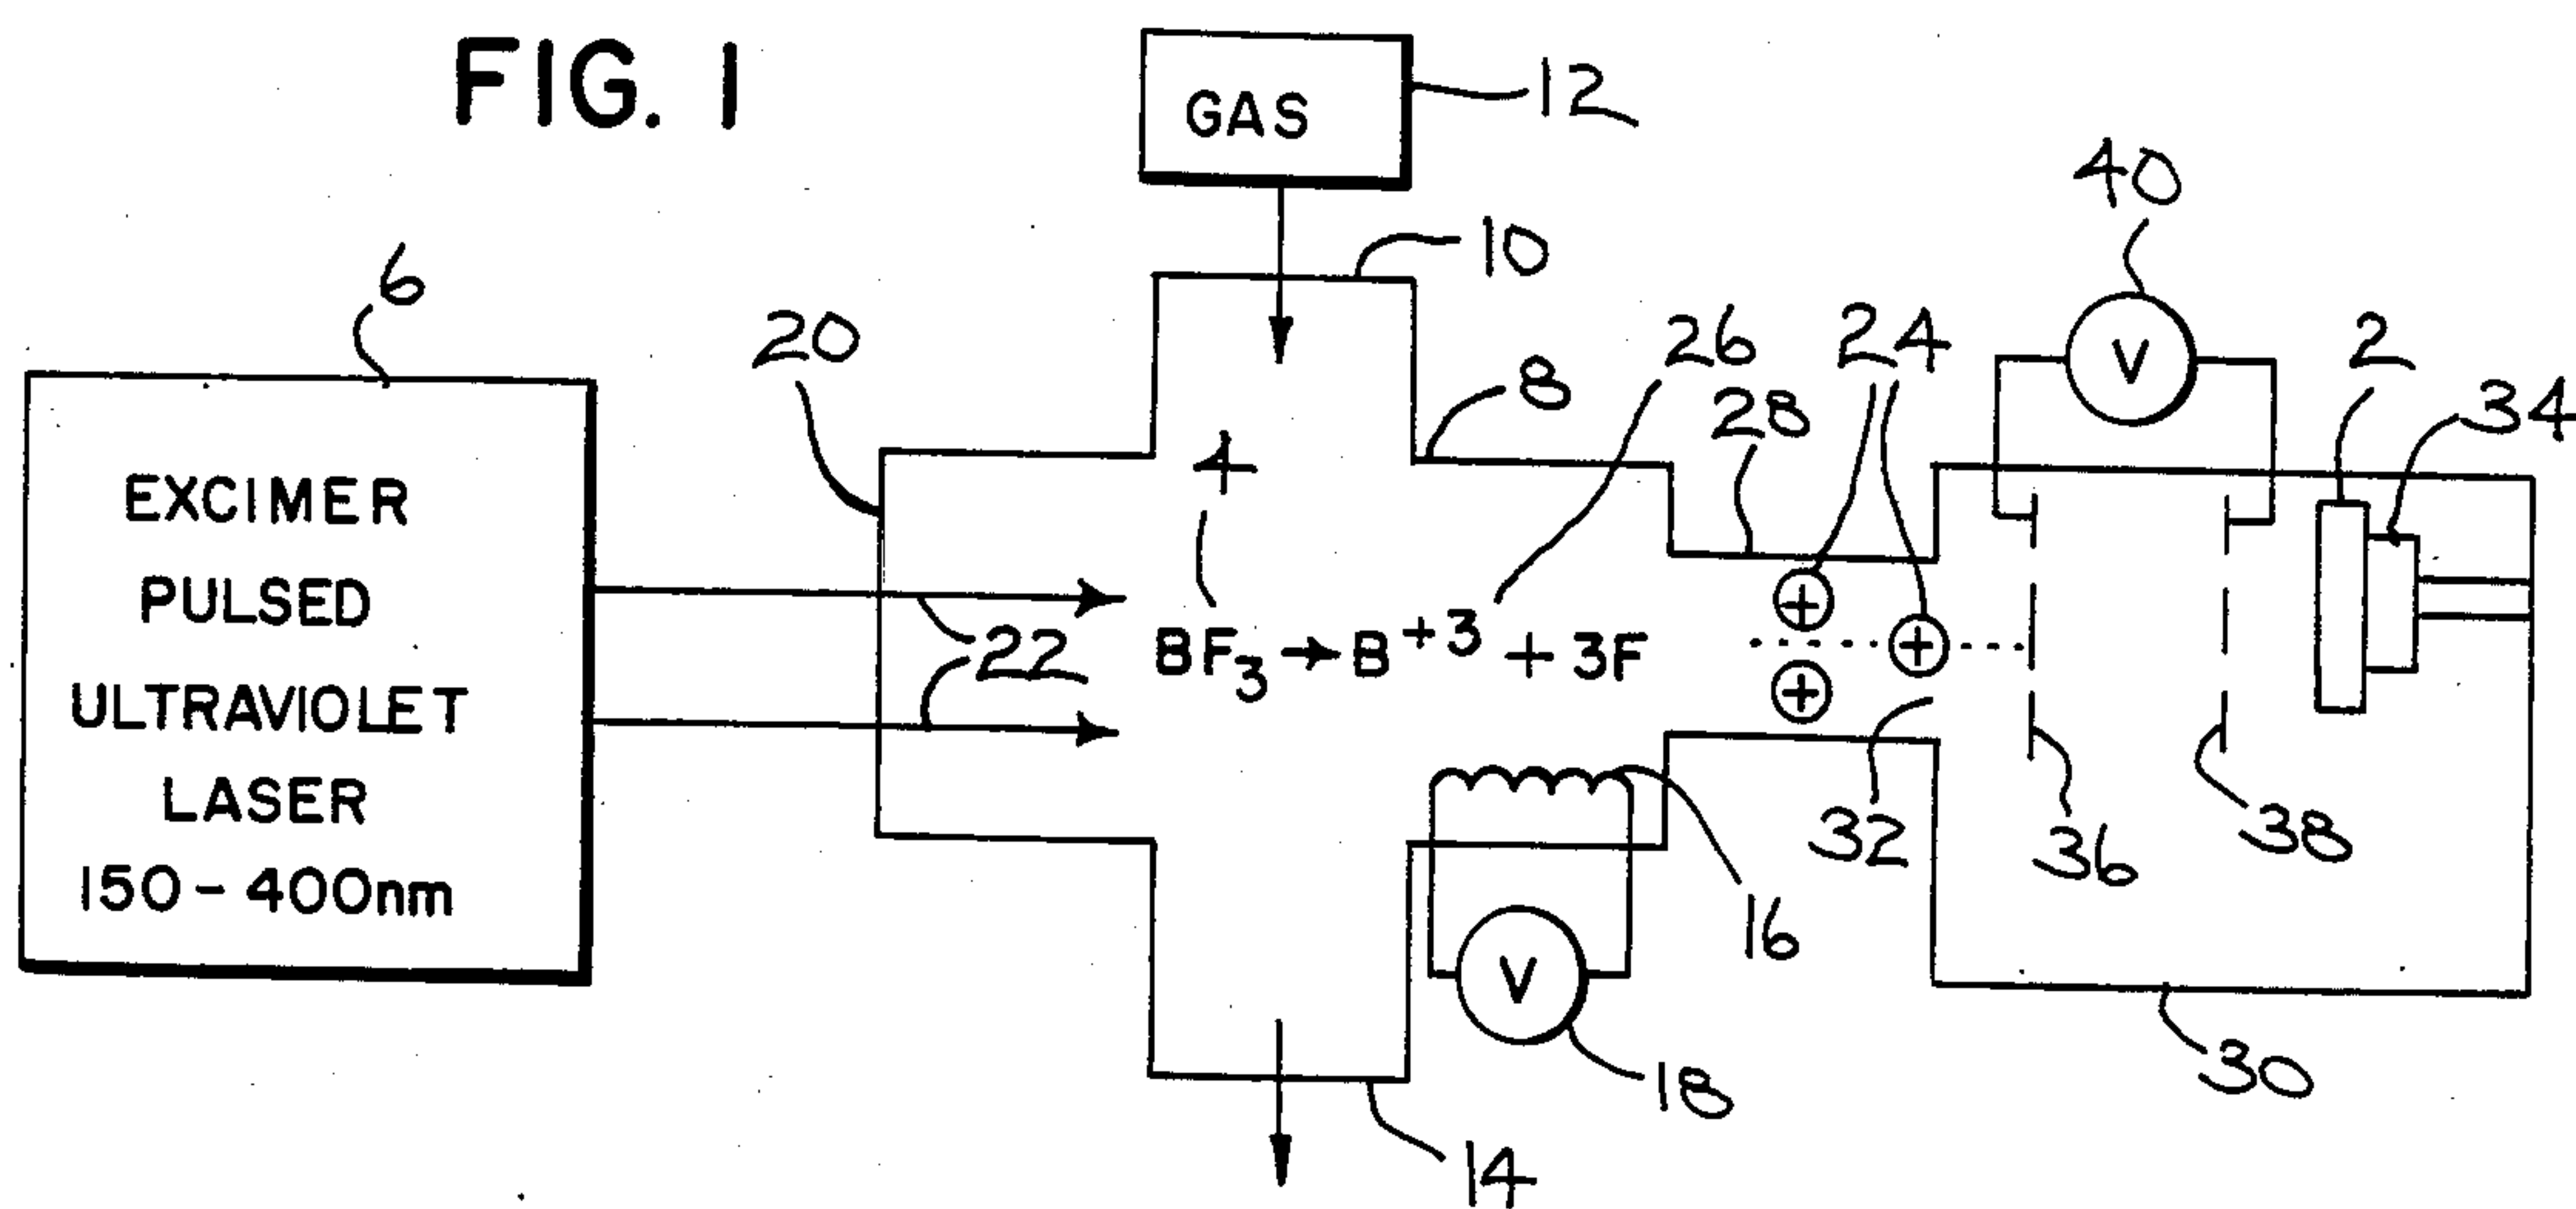 FIG. 1
GAS
12
10
40
6
20
26
24
8
28
2
34
4
EXCIMER
PULSED
ULTRAVIOLET
LASER
150-400nm
22
BF3 → B+3 + 3F
+
+
+
V
32
36
38
16
V
18
30
14